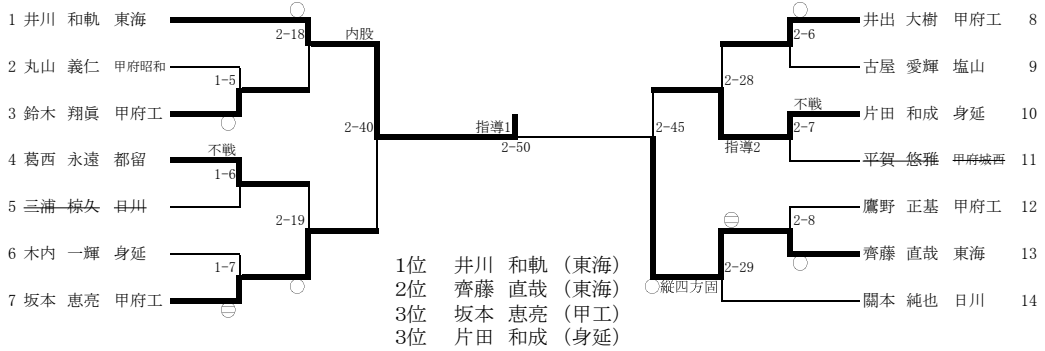 1 井川 和軌 東海
2 丸山 義仁 甲府昭和
3 鈴木 翔眞 甲府工
4 葛西 永遠 都留
5 三浦 椋久 日川
6 木内 一輝 身延
7 坂本 恵亮 甲府工
2-18
1-5
不戦
1-6
2-19
1-7
内股
2-40
指導1
2-50
1位 井川 和軌 (東海)
2位 齊藤 直哉 (東海)
3位 坂本 恵亮 (甲工)
3位 片田 和成 (身延)
2-45
縦四方固
2-28
指導2
2-29
2-6
不戦
2-7
2-8
井出 大樹 甲府工 8
古屋 愛輝 塩山 9
片田 和成 身延 10
平賀 悠雅 甲府城西 11
鷹野 正基 甲府工 12
齊藤 直哉 東海 13
關本 純也 日川 14